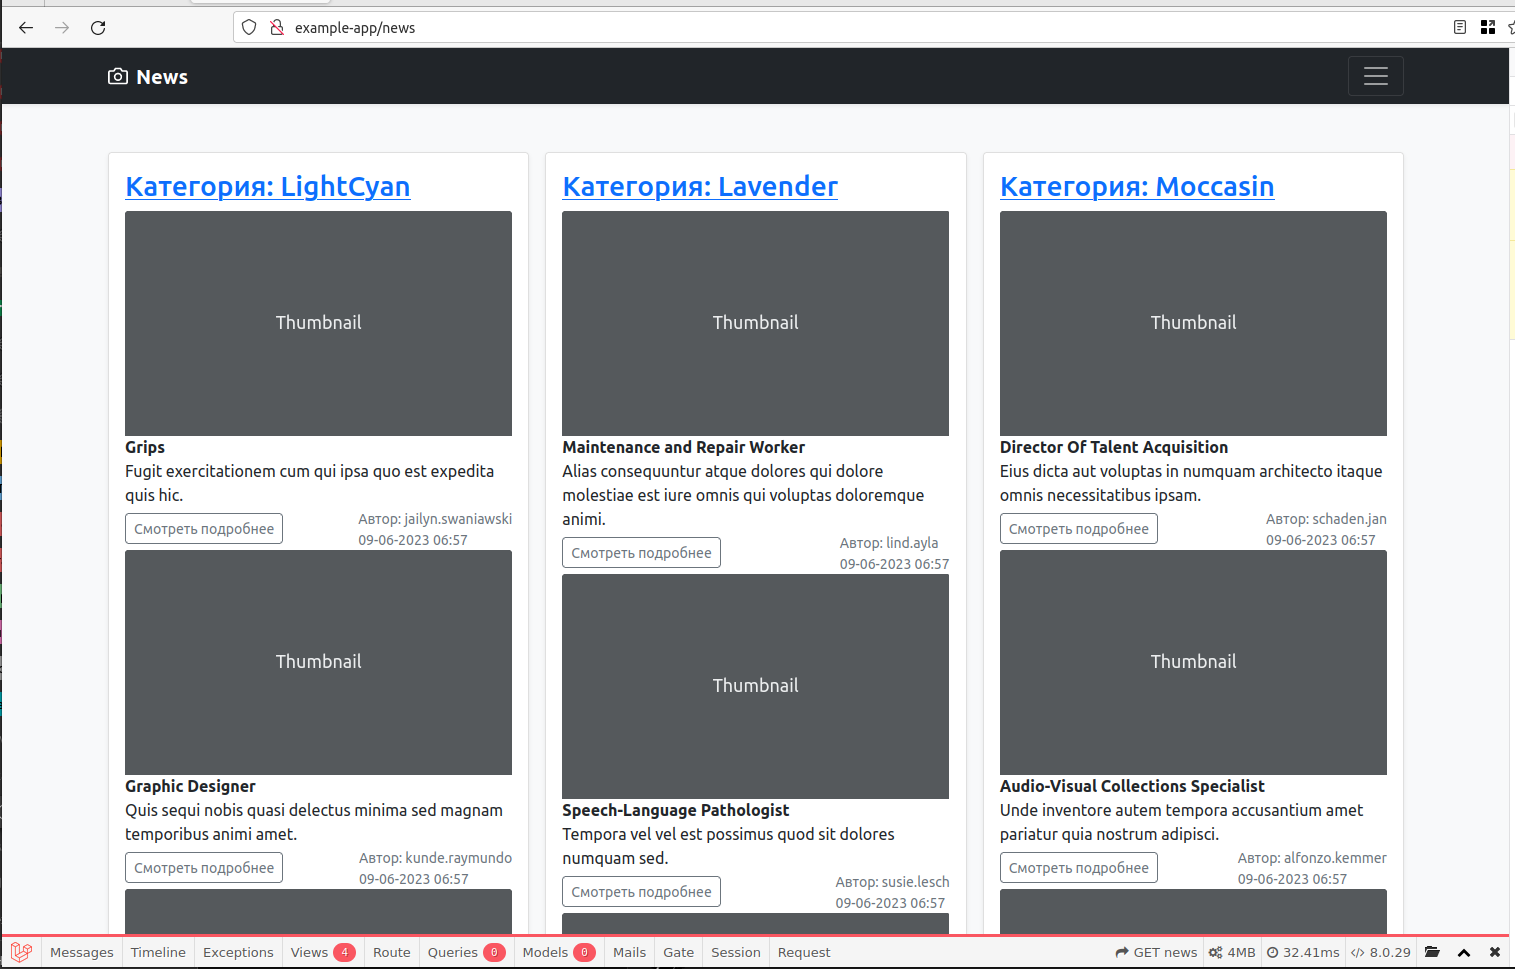 example-app/news
News
Категория: LightCyan
Thumbnail
Grips
Fugit exercitationem cum qui ipsa quo est expedita
quis hic.
Смотреть подробнее
Автор: jailyn.swaniawski
09-06-2023 06:57
Thumbnail
Graphic Designer
Quis sequi nobis quasi delectus minima sed magnam
temporibus animi amet.
Смотреть подробнее
Автор: kunde.raymundo
09-06-2023 06:57
Категория: Lavender
Thumbnail
Maintenance and Repair Worker
Alias consequuntur atque dolores qui dolore
molestiae est iure omnis qui voluptas doloremque
animi.
Смотреть подробнее
Автор: lind.ayla
09-06-2023 06:57
Thumbnail
Speech-Language Pathologist
Tempora vel vel est possimus quod sit dolores
numquam sed.
Смотреть подробнее
Автор: susie.lesch
09-06-2023 06:57
Категория: Moccasin
Thumbnail
Director Of Talent Acquisition
Eius dicta aut voluptas in numquam architecto itaque
omnis necessitatibus ipsam.
Смотреть подробнее
Автор: schaden.jan
09-06-2023 06:57
Thumbnail
Audio-Visual Collections Specialist
Unde inventore autem tempora accusantium amet
pariatur quia nostrum adipisci.
Смотреть подробнее
Автор: alfonzo.kemmer
09-06-2023 06:57
Messages Timeline Exceptions Views 4 Route Queries 0 Models 0 Mails Gate Session Request GET news 4MB 32.41ms 8.0.29